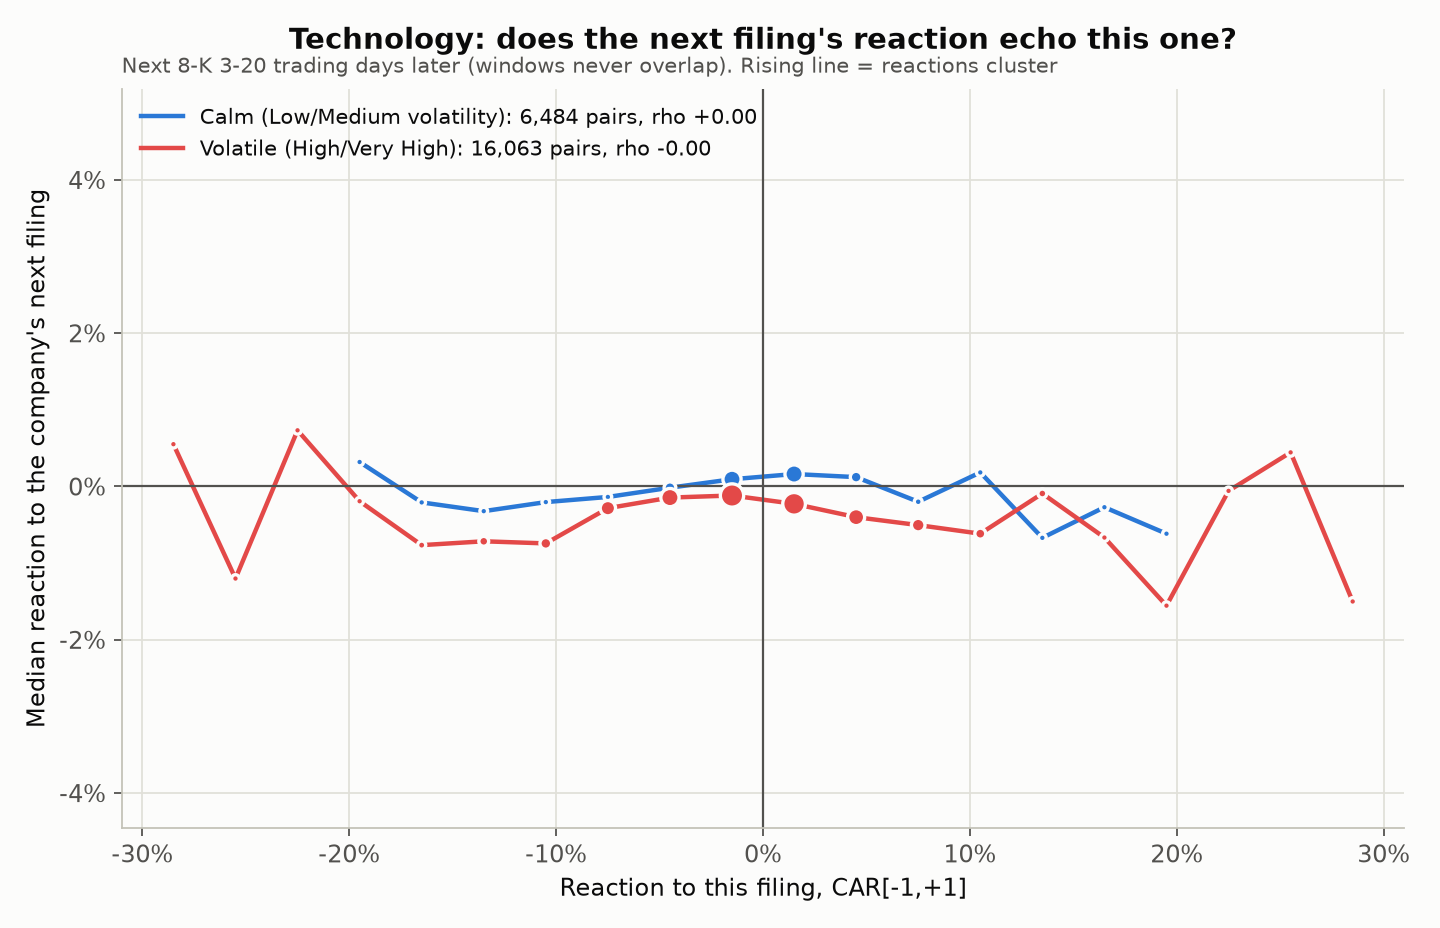 Technology: does the next filing's reaction echo this one?
Next 8-K 3-20 trading days later (windows never overlap). Rising line = reactions cluster
Calm (Low/Medium volatility): 6,484 pairs, rho +0.00
Volatile (High/Very High): 16,063 pairs, rho -0.00
Median reaction to the company's next filing
4%
2%
0%
-2%
-4%
-30%
-20%
-10%
0%
10%
20%
30%
Reaction to this filing, CAR[-1,+1]